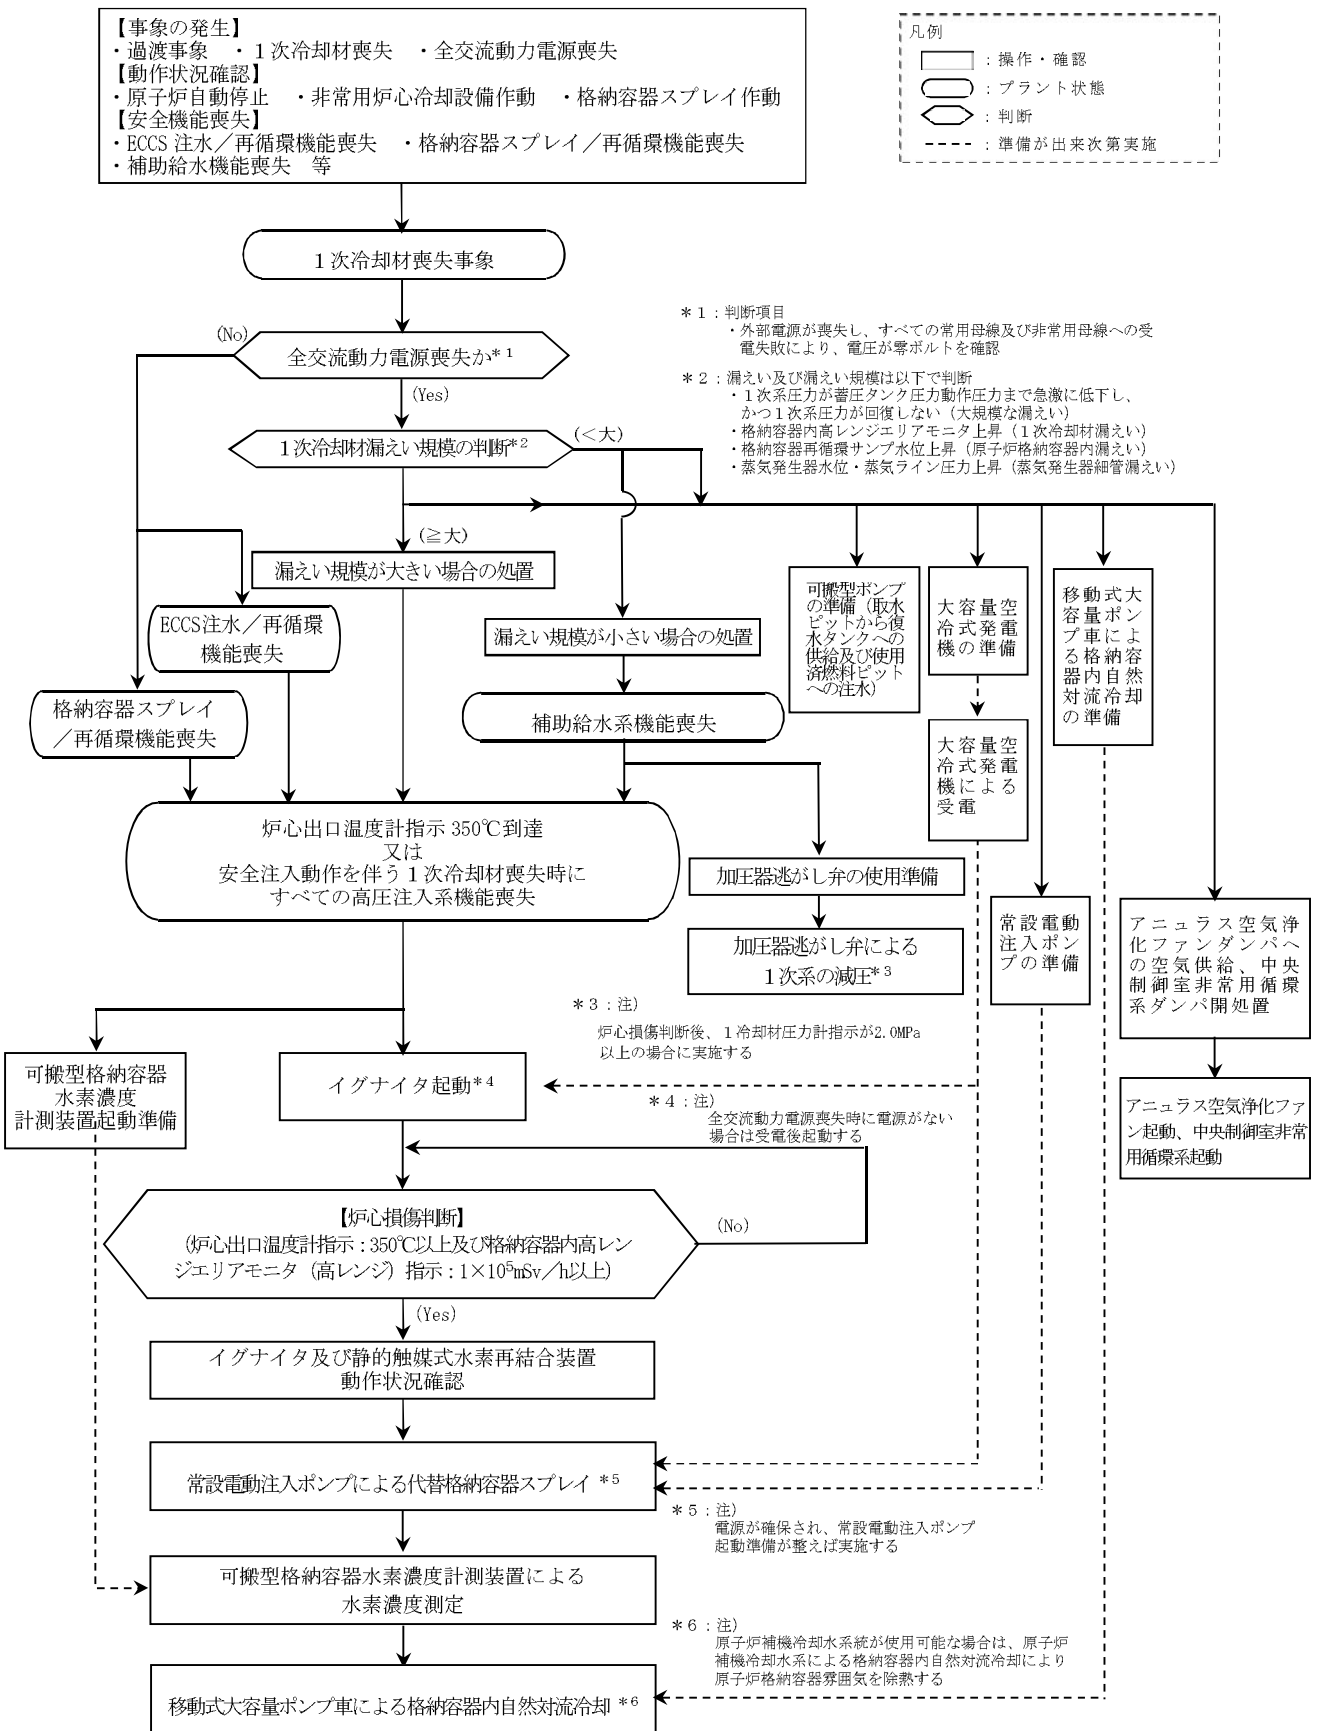 【事象の発生】
・過渡事象　・１次冷却材喪失　・全交流動力電源喪失
【動作状況確認】
・原子炉自動停止　・非常用炉心冷却設備作動　・格納容器スプレイ作動
【安全機能喪失】
・ECCS 注水／再循環機能喪失　・格納容器スプレイ／再循環機能喪失
・補助給水機能喪失　等
凡例
：操作・確認
：プラント状態
：判断
：準備が出来次第実施
１次冷却材喪失事象
(No)
全交流動力電源喪失か*１
(Yes)
＊１：判断項目
・外部電源が喪失し、すべての常用母線及び非常用母線への受
電失敗により、電圧が零ボルトを確認
＊２：漏えい及び漏えい規模は以下で判断
・１次系圧力が蓄圧タンク圧力動作圧力まで急激に低下し、
かつ１次系圧力が回復しない（大規模な漏えい）
・格納容器内高レンジエリアモニタ上昇（１次冷却材漏えい）
・格納容器再循環サンプ水位上昇（原子炉格納容器内漏えい）
・蒸気発生器水位・蒸気ライン圧力上昇（蒸気発生器細管漏えい）
１次冷却材漏えい規模の判断*２
(＜大)
(≧大)
漏えい規模が大きい場合の処置
ECCS注水／再循環
機能喪失
格納容器スプレイ
／再循環機能喪失
漏えい規模が小さい場合の処置
補助給水系機能喪失
可搬型ポンプ
の準備（取水
ピットから復
水タンクへの
供給及び使用
済燃料ピット
への注水）
大容量空
冷式発電
機の準備
大容量空
冷式発電
機による
受電
移動式大
容量ポン
プ車によ
る格納容
器内自然
対流冷却
の準備
炉心出口温度計指示 350℃到達
又は
安全注入動作を伴う１次冷却材喪失時に
すべての高圧注入系機能喪失
加圧器逃がし弁の使用準備
加圧器逃がし弁による
１次系の減圧*３
常設電動
注入ポン
プの準備
アニュラス空気浄
化ファンダンパへ
の空気供給、中央
制御室非常用循環
系ダンパ開処置
＊３：注）
炉心損傷判断後、１冷却材圧力計指示が2.0MPa
以上の場合に実施する
可搬型格納容器
水素濃度
計測装置起動準備
イグナイタ起動*４
＊４：注）
全交流動力電源喪失時に電源がない
場合は受電後起動する
アニュラス空気浄化ファ
ン起動、中央制御室非常
用循環系起動
【炉心損傷判断】
（炉心出口温度計指示：350℃以上及び格納容器内高レン
ジエリアモニタ（高レンジ）指示：1×10⁵mSv／h以上）
(No)
(Yes)
イグナイタ及び静的触媒式水素再結合装置
動作状況確認
常設電動注入ポンプによる代替格納容器スプレイ *５
＊５：注）
電源が確保され、常設電動注入ポンプ
起動準備が整えば実施する
可搬型格納容器水素濃度計測装置による
水素濃度測定
＊６：注）
原子炉補機冷却水系統が使用可能な場合は、原子炉
補機冷却水系による格納容器内自然対流冷却により
原子炉格納容器雰囲気を除熱する
移動式大容量ポンプ車による格納容器内自然対流冷却 *６